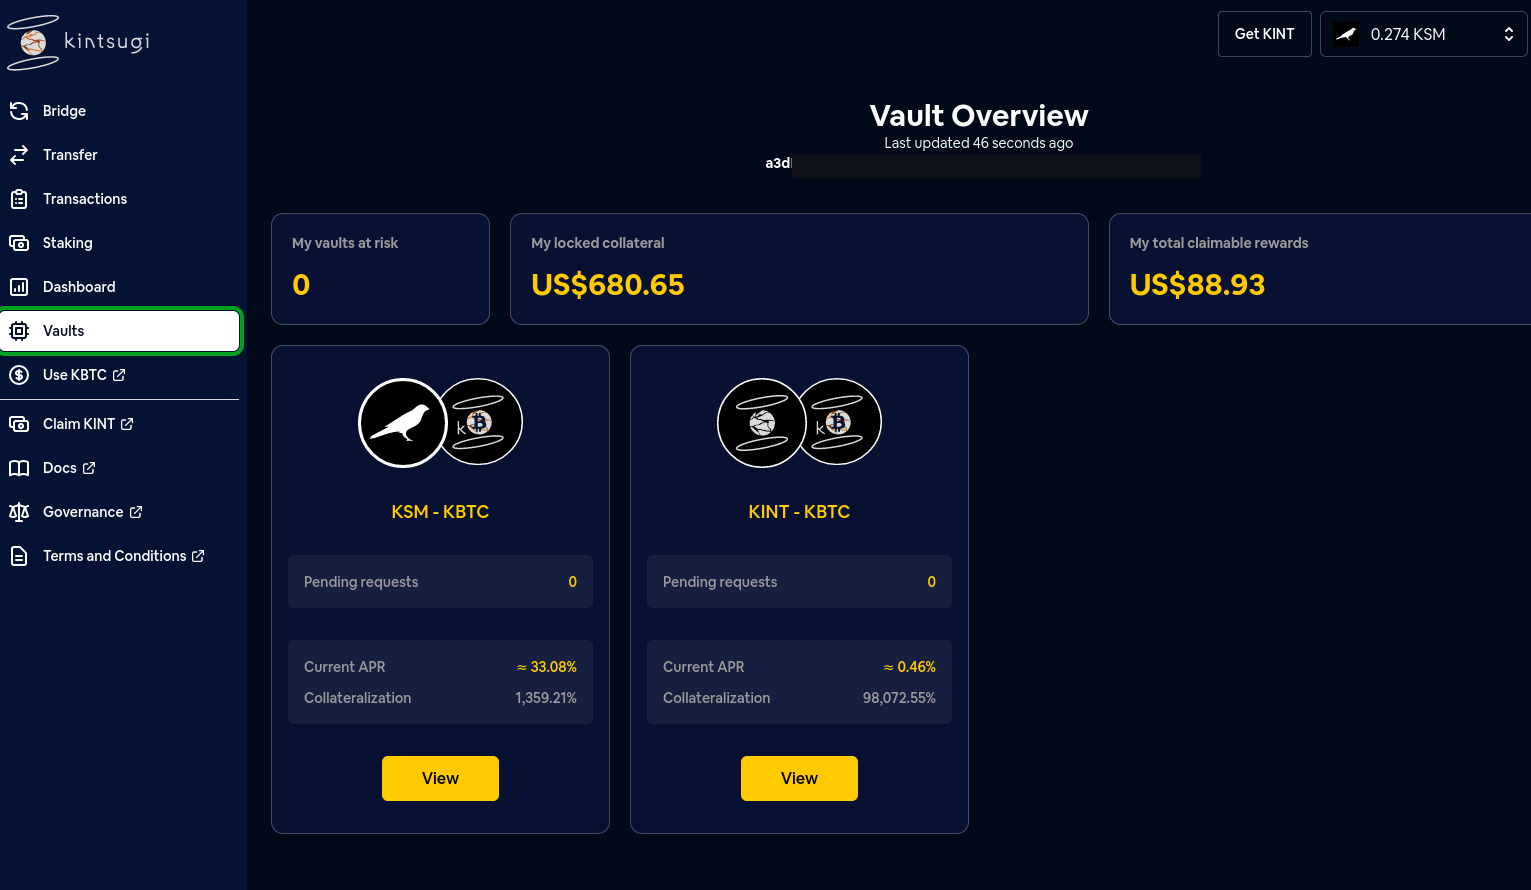 kintsugi
Get KINT
0.274 KSM
Bridge
Transfer
Transactions
Staking
Dashboard
Vaults
Use KBTC
Claim KINT
Docs
Governance
Terms and Conditions
Vault Overview
Last updated 46 seconds ago
a3d
My vaults at risk
0
My locked collateral
US$680.65
My total claimable rewards
US$88.93
KSM - KBTC
Pending requests 0
Current APR ≈ 33.08%
Collateralization 1,359.21%
View
KINT - KBTC
Pending requests 0
Current APR ≈ 0.46%
Collateralization 98,072.55%
View